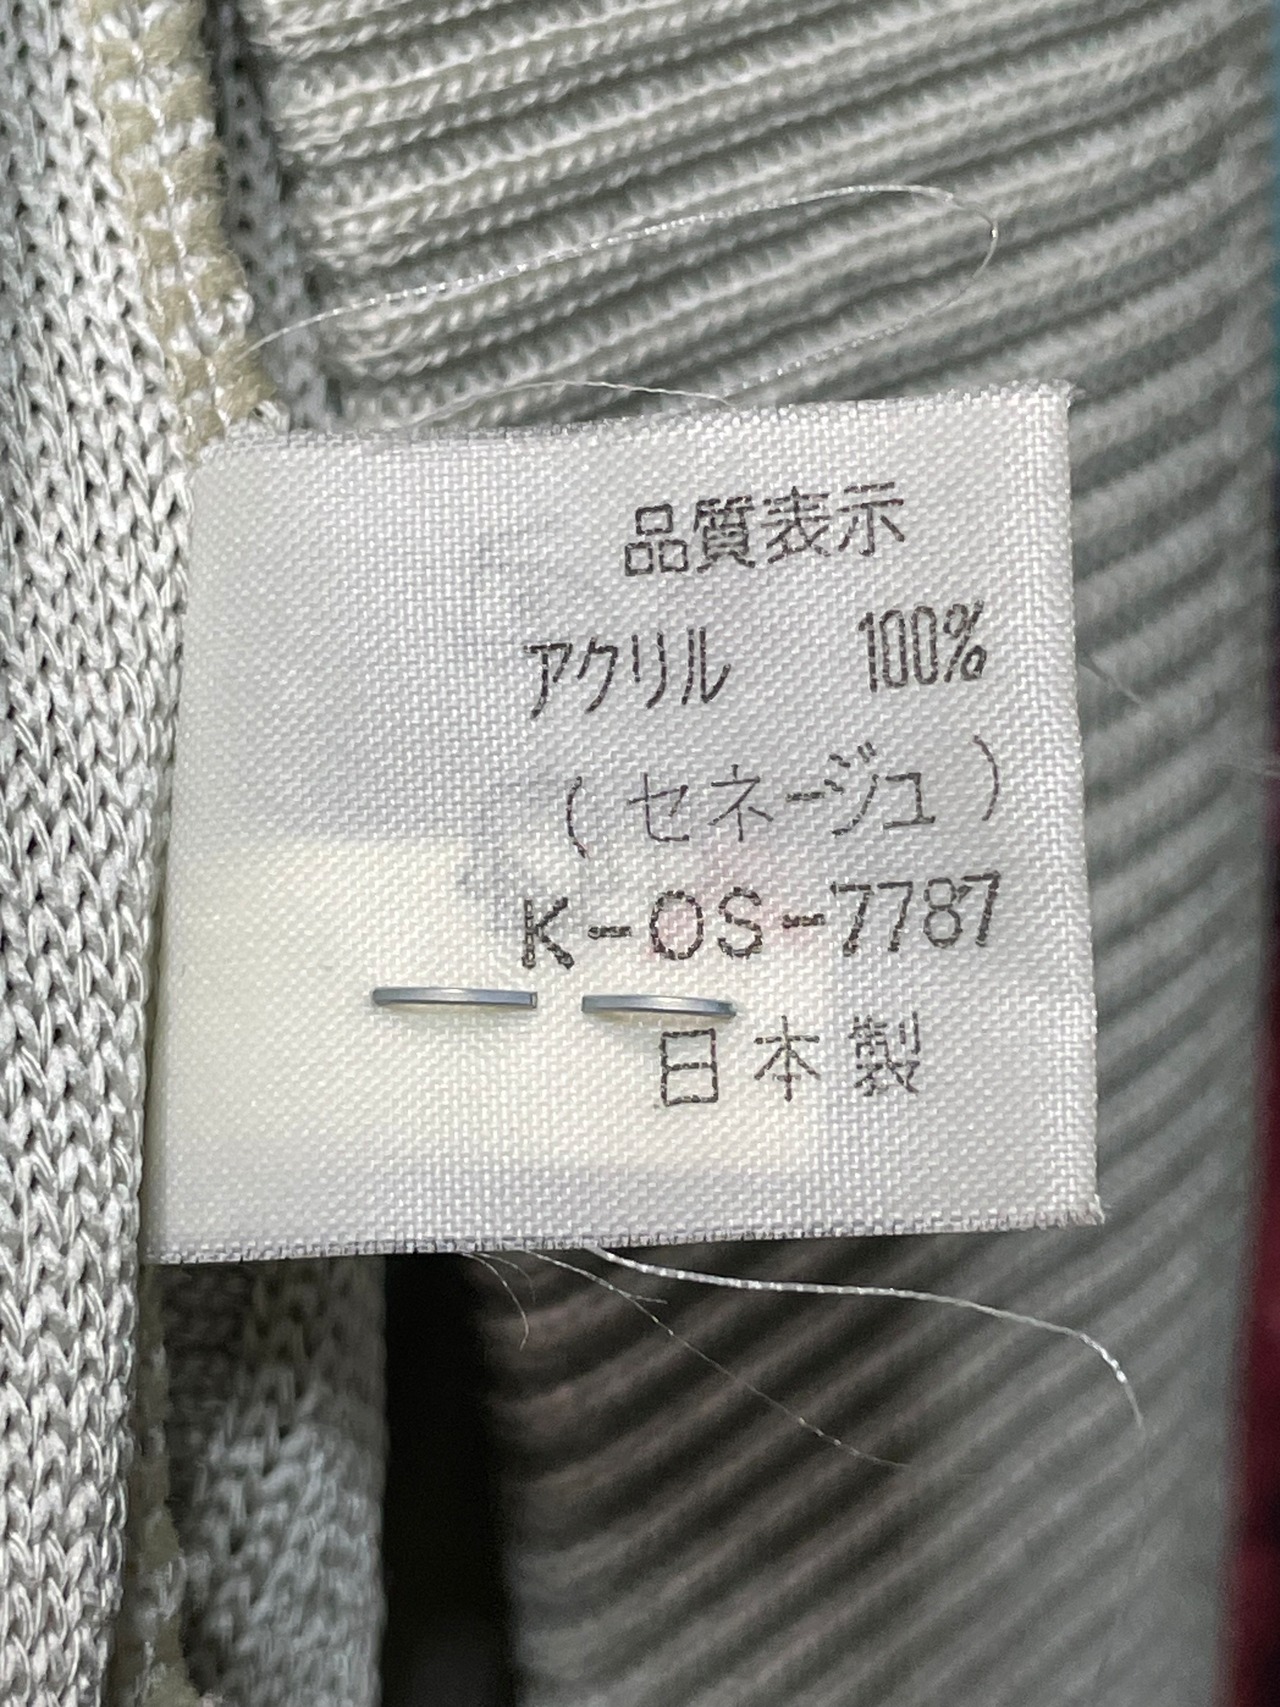 品質表示
アクリル 100%
(セネージュ)
K-OS-7787
日本製